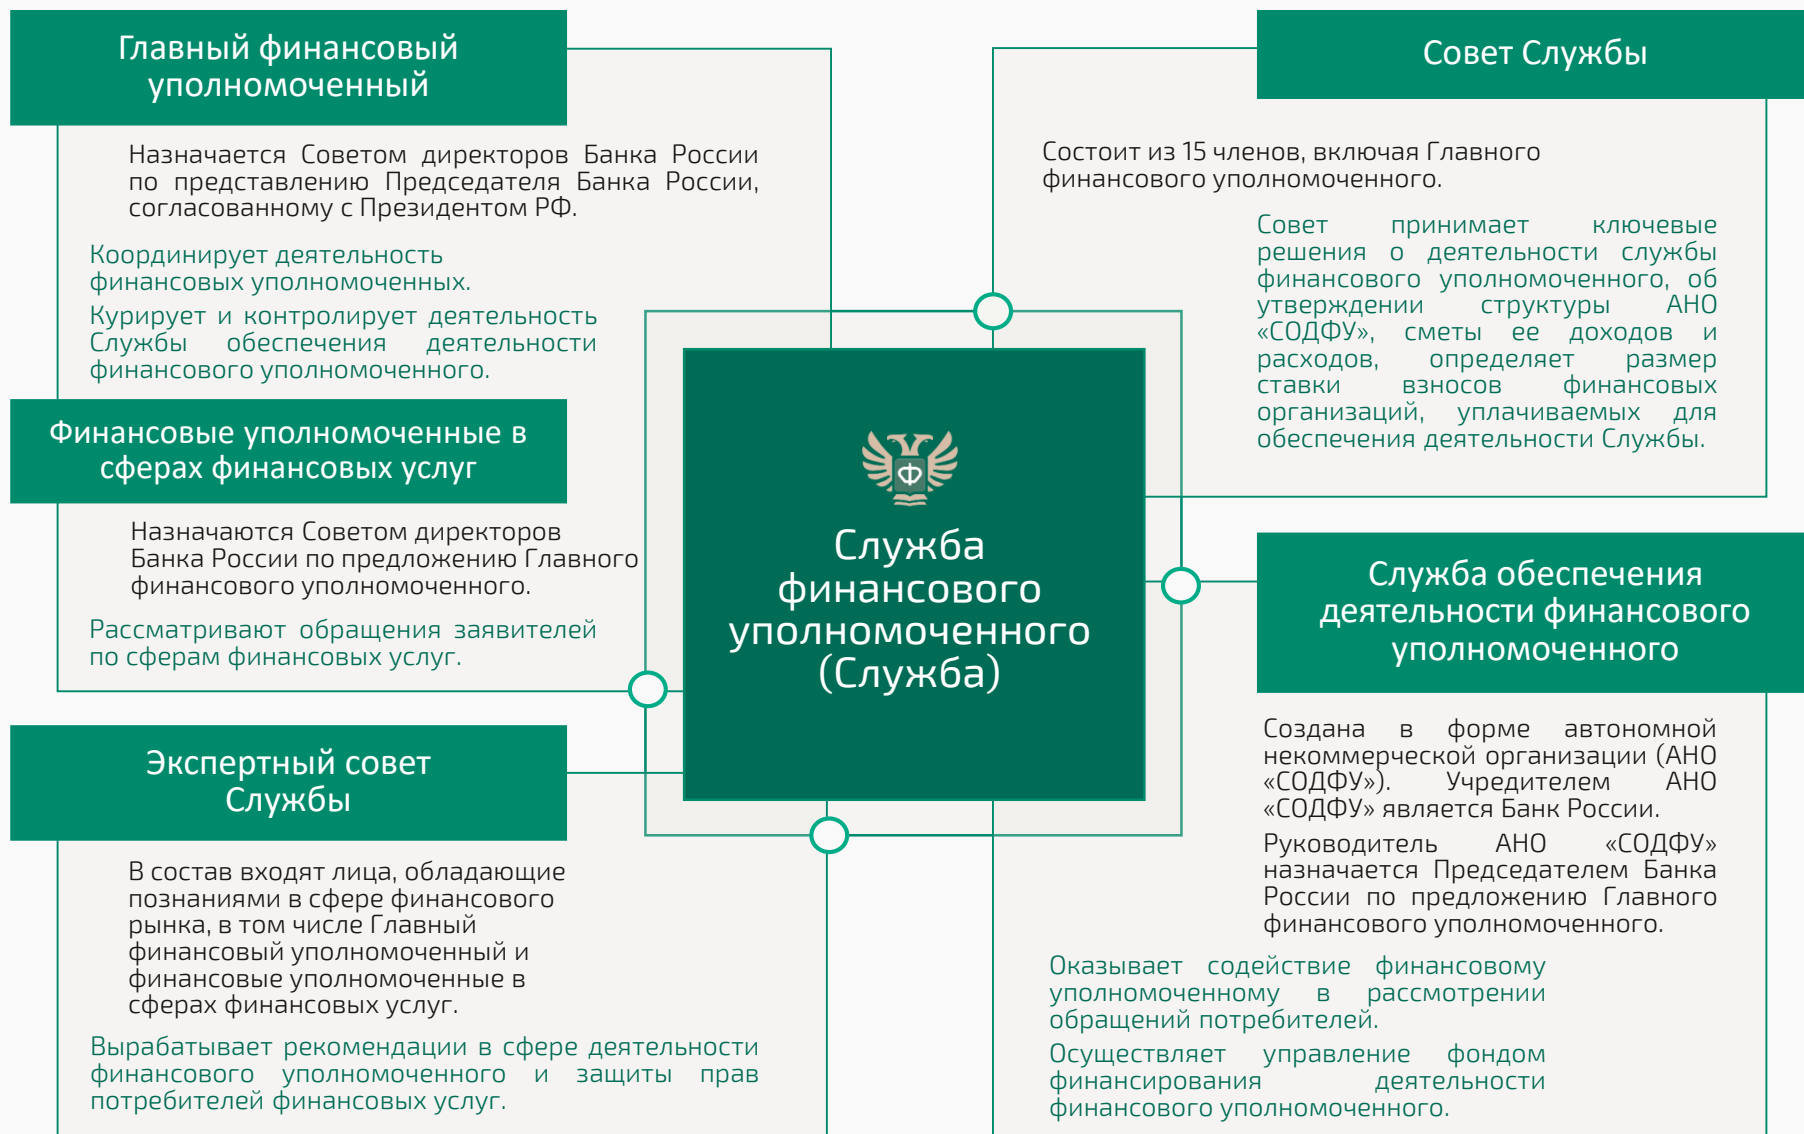 Главный финансовый
уполномоченный
Назначается Советом директоров Банка России
по представлению Председателя Банка России,
согласованному с Президентом РФ.
Координирует деятельность
финансовых уполномоченных.
Курирует и контролирует деятельность
Службы обеспечения деятельности
финансового уполномоченного.
Финансовые уполномоченные в
сферах финансовых услуг
Назначаются Советом директоров
Банка России по предложению Главного
финансового уполномоченного.
Рассматривают обращения заявителей
по сферам финансовых услуг.
Экспертный совет
Службы
В состав входят лица, обладающие
познаниями в сфере финансового
рынка, в том числе Главный
финансовый уполномоченный и
финансовые уполномоченные в
сферах финансовых услуг.
Вырабатывает рекомендации в сфере деятельности
финансового уполномоченного и защиты прав
потребителей финансовых услуг.
Ф
Служба
финансового
уполномоченного
(Служба)
Совет Службы
Состоит из 15 членов, включая Главного
финансового уполномоченного.
Совет принимает ключевые
решения о деятельности службы
финансового уполномоченного, об
утверждении структуры АНО
«СОДФУ», сметы ее доходов и
расходов, определяет размер
ставки взносов финансовых
организаций, уплачиваемых для
обеспечения деятельности Службы.
Служба обеспечения
деятельности финансового
уполномоченного
Создана в форме автономной
некоммерческой организации (АНО
«СОДФУ»). Учредителем АНО
«СОДФУ» является Банк России.
Руководитель АНО «СОДФУ»
назначается Председателем Банка
России по предложению Главного
финансового уполномоченного.
Оказывает содействие финансовому
уполномоченному в рассмотрении
обращений потребителей.
Осуществляет управление фондом
финансирования деятельности
финансового уполномоченного.